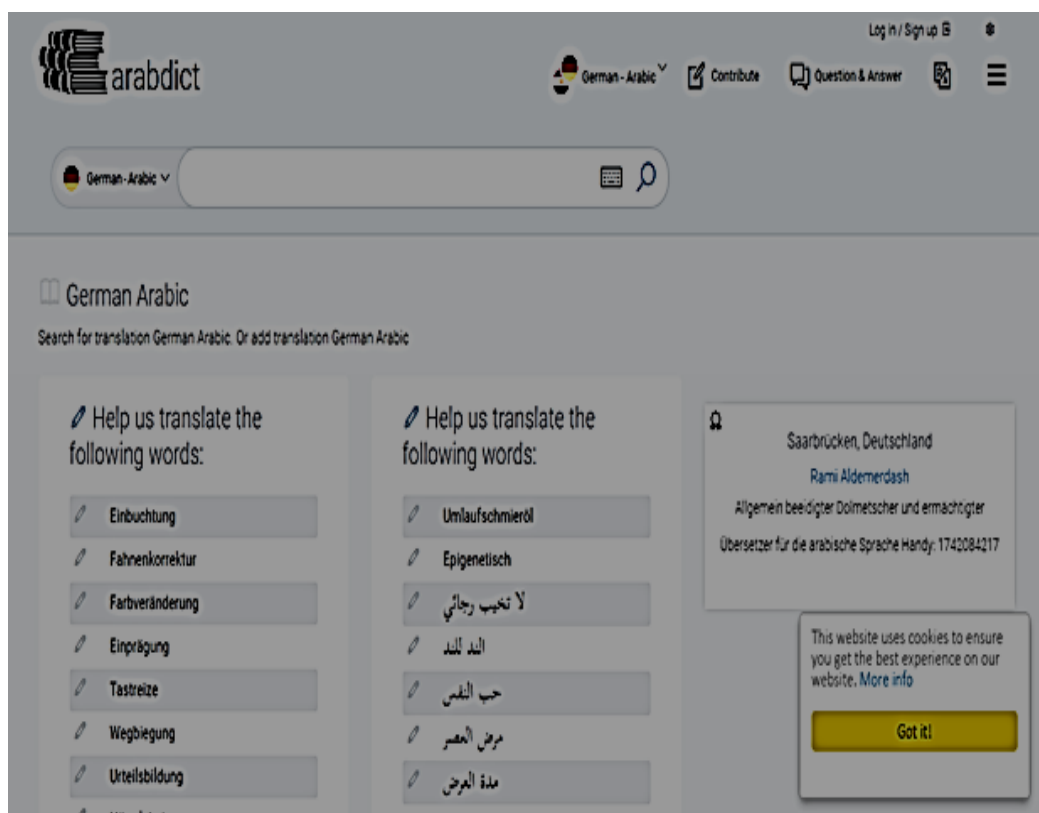 arabdict
Log in / Sign up
German - Arabic
Contribute
Question & Answer
German - Arabic
German Arabic
Search for translation German Arabic. Or add translation German Arabic
Help us translate the
following words:
Einbuchtung
Fahnenkorrektur
Farbveränderung
Einprägung
Tastreize
Wegbiegung
Urteilsbildung
Help us translate the
following words:
Umlaufschmieröl
Epigenetisch
لا تخيب رجائي
الند للند
حب النفس
مرض العصر
مدة العرض
Saarbrücken, Deutschland
Rami Aldemerdash
Allgemein beeidigter Dolmetscher und ermächtigter
Übersetzer für die arabische Sprache Handy: 1742084217
This website uses cookies to ensure
you get the best experience on our
website. More info
Got it!